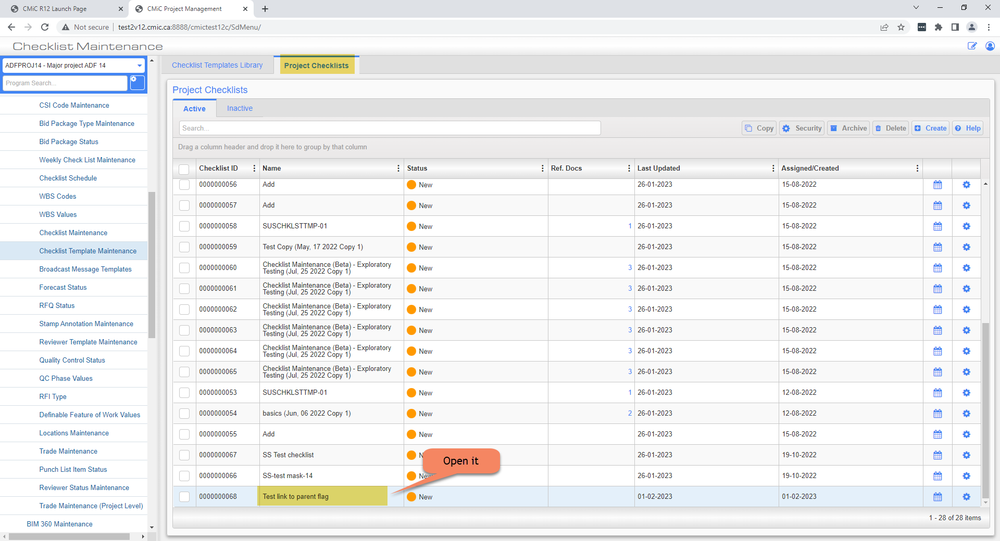 CMiC R12 Launch Page
CMiC Project Management
Not secure
test2v12.cmic.ca:8888/cmictest12c/SdMenu/
Checklist Maintenance
ADFPROJ14 - Major project ADF 14
Program Search...
CSI Code Maintenance
Bid Package Type Maintenance
Bid Package Status
Weekly Check List Maintenance
Checklist Schedule
WBS Codes
WBS Values
Checklist Maintenance
Checklist Template Maintenance
Broadcast Message Templates
Forecast Status
RFQ Status
Stamp Annotation Maintenance
Reviewer Template Maintenance
Quality Control Status
QC Phase Values
RFI Type
Definable Feature of Work Values
Locations Maintenance
Trade Maintenance
Punch List Item Status
Reviewer Status Maintenance
Trade Maintenance (Project Level)
BIM 360 Maintenance
Checklist Templates Library
Project Checklists
Project Checklists
Active
Inactive
Search...
Copy
Security
Archive
Delete
Create
Help
Drag a column header and drop it here to group by that column
Checklist ID Name Status Ref. Docs Last Updated Assigned/Created
0000000056 Add New 26-01-2023 15-08-2022
0000000057 Add New 26-01-2023 15-08-2022
0000000058 SUSCHKLSTTMP-01 New 1 26-01-2023 15-08-2022
0000000059 Test Copy (May, 17 2022 Copy 1) New 26-01-2023 15-08-2022
0000000060 Checklist Maintenance (Beta) - Exploratory
Testing (Jul, 25 2022 Copy 1) New 3 26-01-2023 15-08-2022
0000000061 Checklist Maintenance (Beta) - Exploratory
Testing (Jul, 25 2022 Copy 1) New 3 26-01-2023 15-08-2022
0000000062 Checklist Maintenance (Beta) - Exploratory
Testing (Jul, 25 2022 Copy 1) New 3 26-01-2023 15-08-2022
0000000063 Checklist Maintenance (Beta) - Exploratory
Testing (Jul, 25 2022 Copy 1) New 3 26-01-2023 15-08-2022
0000000064 Checklist Maintenance (Beta) - Exploratory
Testing (Jul, 25 2022 Copy 1) New 3 26-01-2023 15-08-2022
0000000065 Checklist Maintenance (Beta) - Exploratory
Testing (Jul, 25 2022 Copy 1) New 3 26-01-2023 15-08-2022
0000000053 SUSCHKLSTTMP-01 New 1 26-01-2023 12-08-2022
0000000054 basics (Jun, 06 2022 Copy 1) New 2 26-01-2023 12-08-2022
0000000055 Add New 26-01-2023 15-08-2022
0000000067 SS Test checklist 26-01-2023 19-10-2022
Open it
0000000066 SS-test mask-14 New 26-01-2023 19-10-2022
0000000068 Test link to parent flag New 01-02-2023 01-02-2023
1 - 28 of 28 items